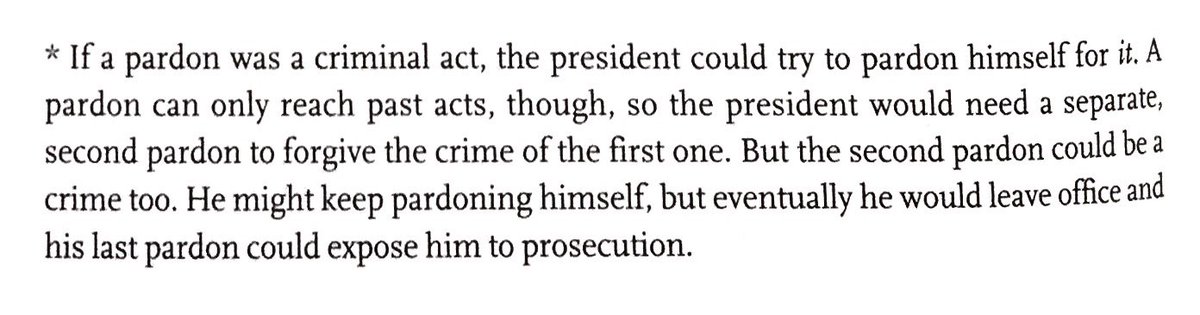 * If a pardon was a criminal act, the president could try to pardon himself for it. A
pardon can only reach past acts, though, so the president would need a separate,
second pardon to forgive the crime of the first one. But the second pardon could be a
crime too. He might keep pardoning himself, but eventually he would leave office and
his last pardon could expose him to prosecution.